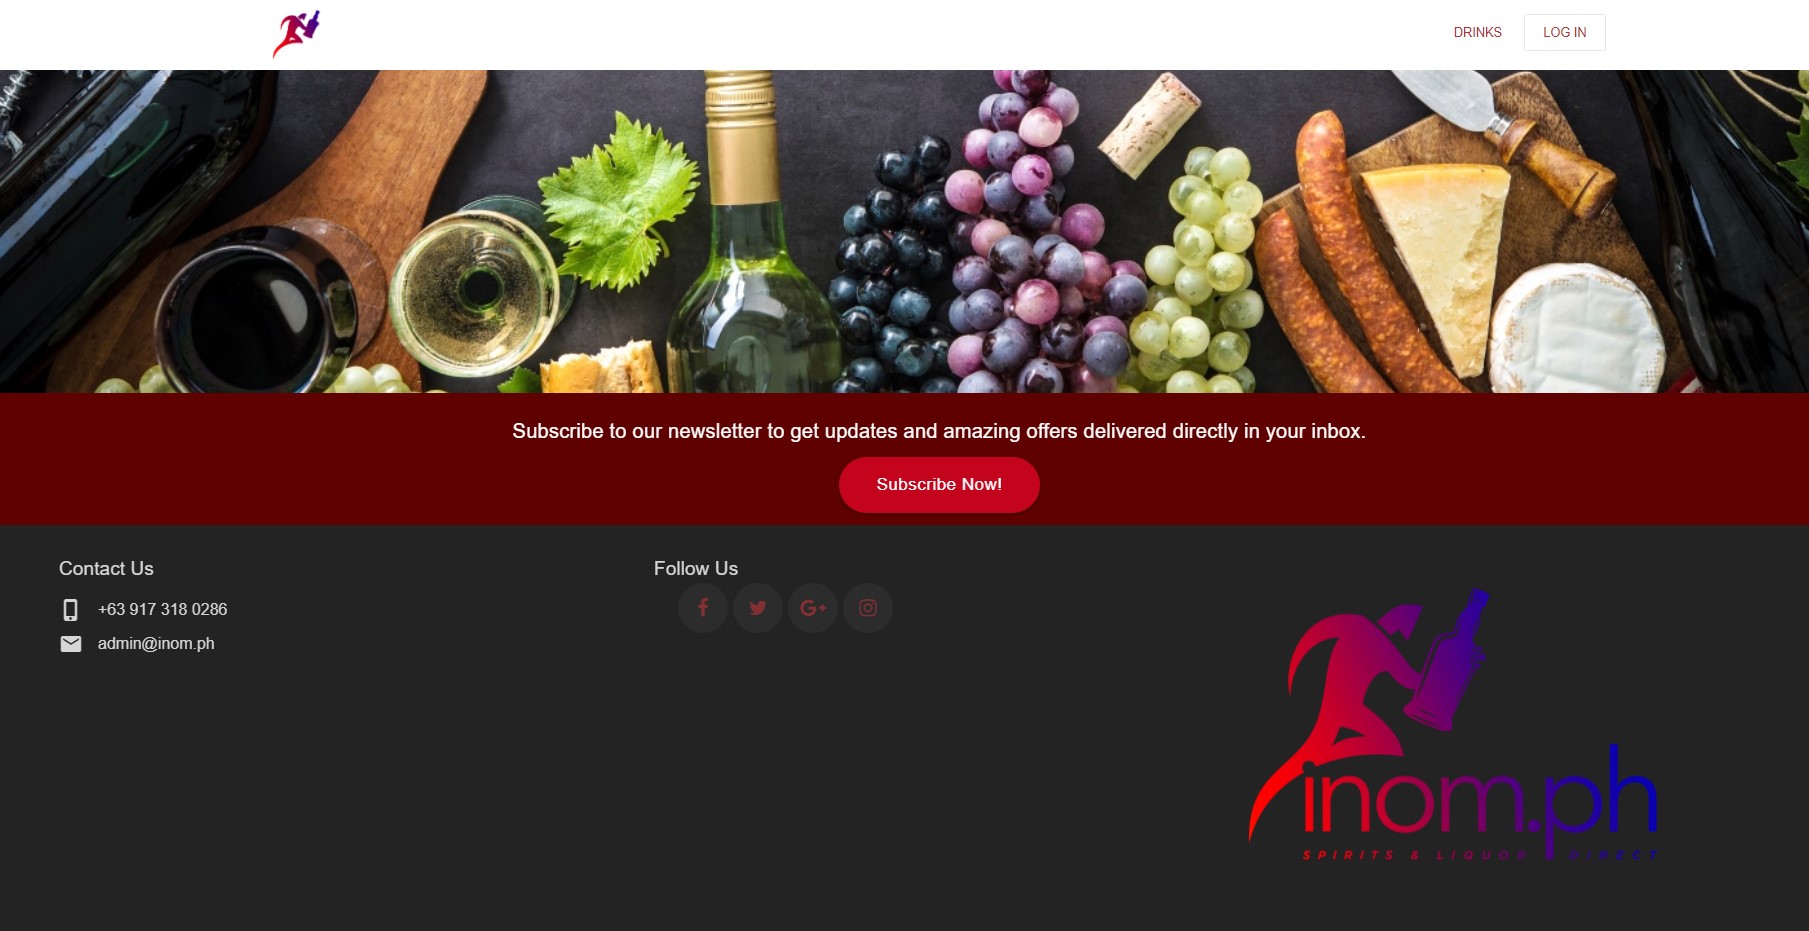 DRINKS
LOG IN
Subscribe to our newsletter to get updates and amazing offers delivered directly in your inbox.
Subscribe Now!
Contact Us
+63 917 318 0286
admin@inom.ph
Follow Us
inom.ph
SPIRITS & LIQUOR DIRECT